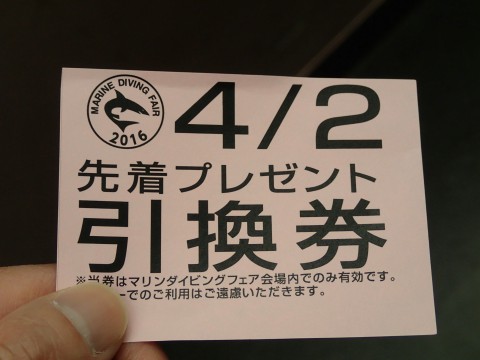 MARINE DIVING FAIR
2016
4/2
先着プレゼント
引換券
※当券はマリンダイビングフェア会場内でのみ有効です。
ーでのご利用はご遠慮いただきます。